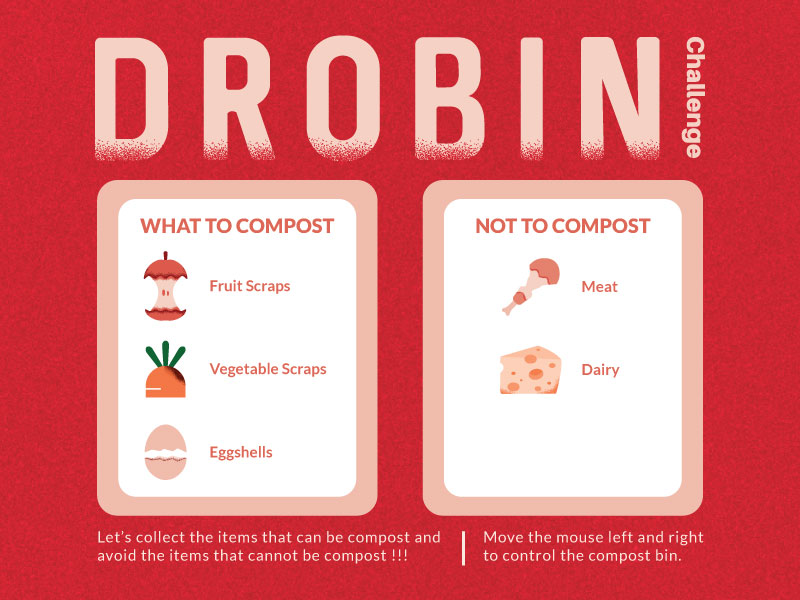 DROBIN
Challenge
WHAT TO COMPOST
Fruit Scraps
Vegetable Scraps
Eggshells
NOT TO COMPOST
Meat
Dairy
Let's collect the items that can be compost and
avoid the items that cannot be compost !!!
Move the mouse left and right
to control the compost bin.